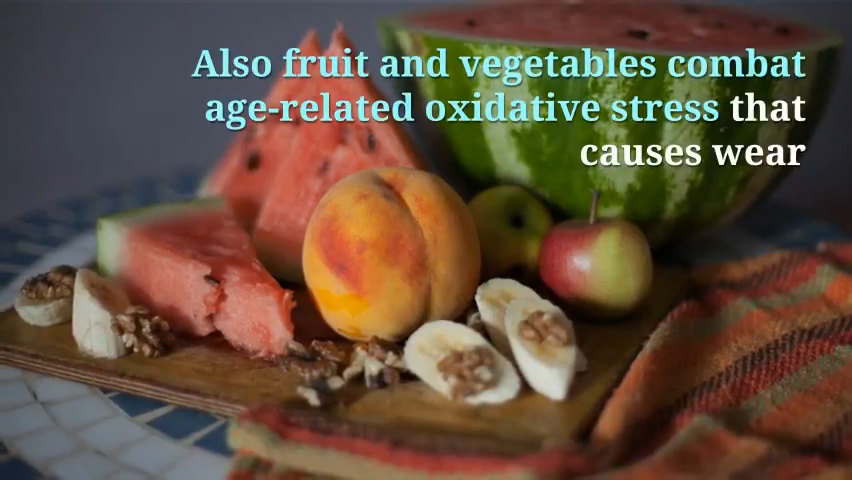 Also fruit and vegetables combat
age-related oxidative stress that
causes wear